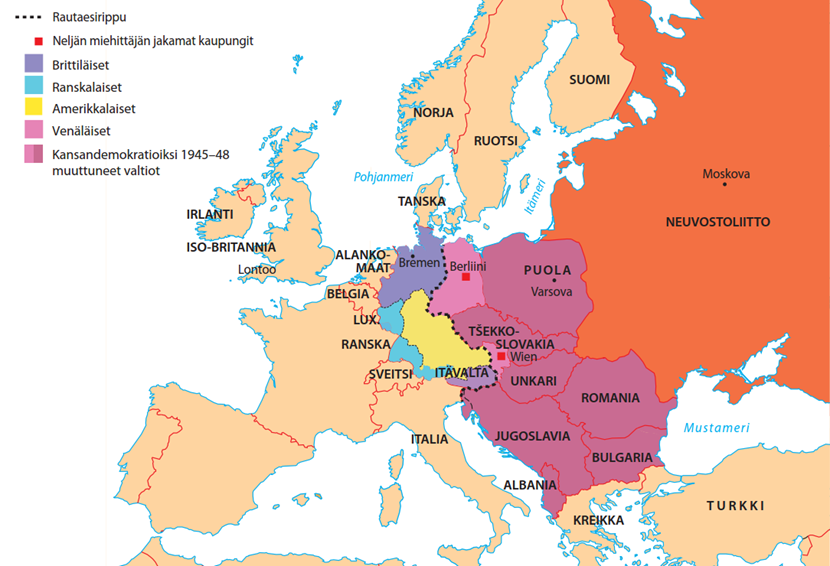 Rautaesirippu
Neljän miehittäjän jakamat kaupungit
Brittiläiset
Ranskalaiset
Amerikkalaiset
Venäläiset
Kansandemokratioiksi 1945–48
muuttuneet valtiot
SUOMI
NORJA
RUOTSI
Moskova
Pohjanmeri
Itämeri
TANSKA
IRLANTI
NEUVOSTOLIITTO
ISO-BRITANNIA
ALANKO-
MAAT
Bremen
Berliini
PUOLA
Lontoo
Varsova
BELGIA
LUX.
TŠEKKO-
SLOVAKIA
RANSKA
Wien
SVEITSI
ITÄVALTA
UNKARI
ROMANIA
Mustameri
ITALIA
JUGOSLAVIA
BULGARIA
ALBANIA
TURKKI
KREIKKA